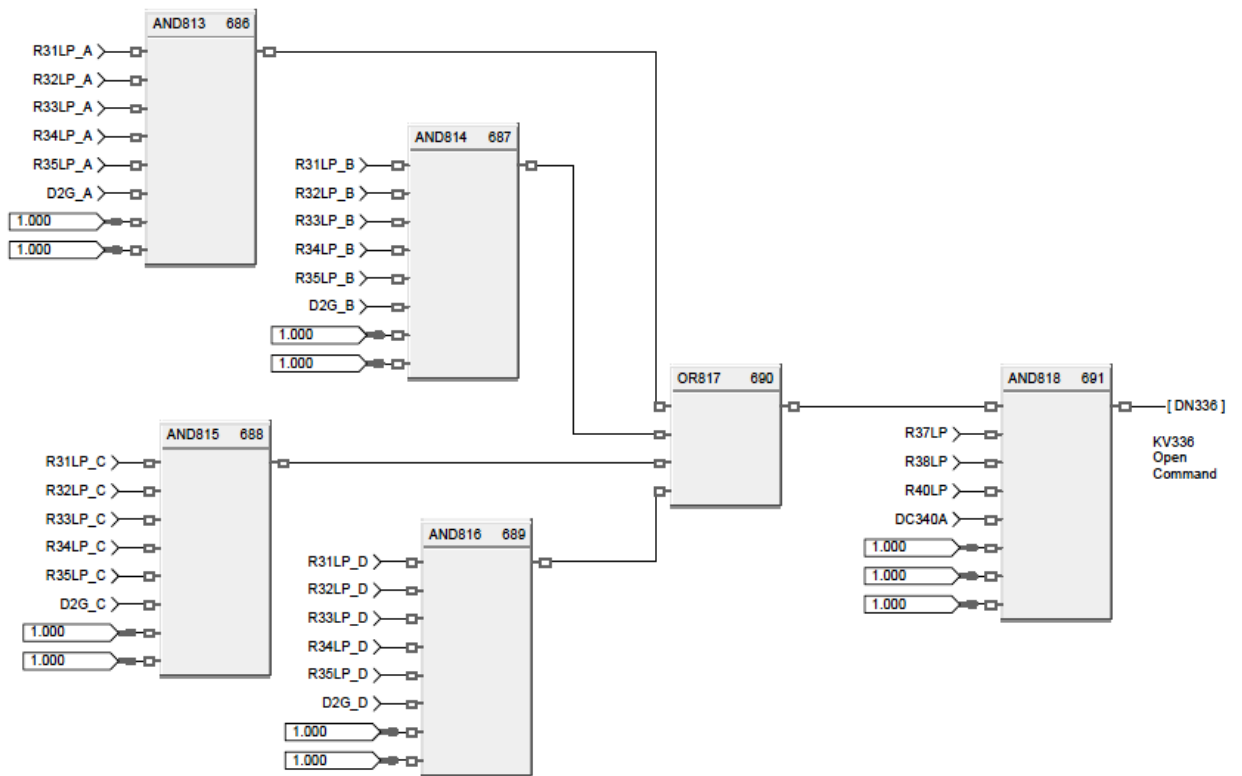 AND813 686
R31LP_A
R32LP_A
R33LP_A
R34LP_A
R35LP_A
D2G_A
1.000
1.000
AND814 687
R31LP_B
R32LP_B
R33LP_B
R34LP_B
R35LP_B
D2G_B
1.000
1.000
AND815 688
R31LP_C
R32LP_C
R33LP_C
R34LP_C
R35LP_C
D2G_C
1.000
1.000
AND816 689
R31LP_D
R32LP_D
R33LP_D
R34LP_D
R35LP_D
D2G_D
1.000
1.000
OR817 690
AND818 691
R37LP
R38LP
R40LP
DC340A
1.000
1.000
1.000
[ DN336 ]
KV336
Open
Command